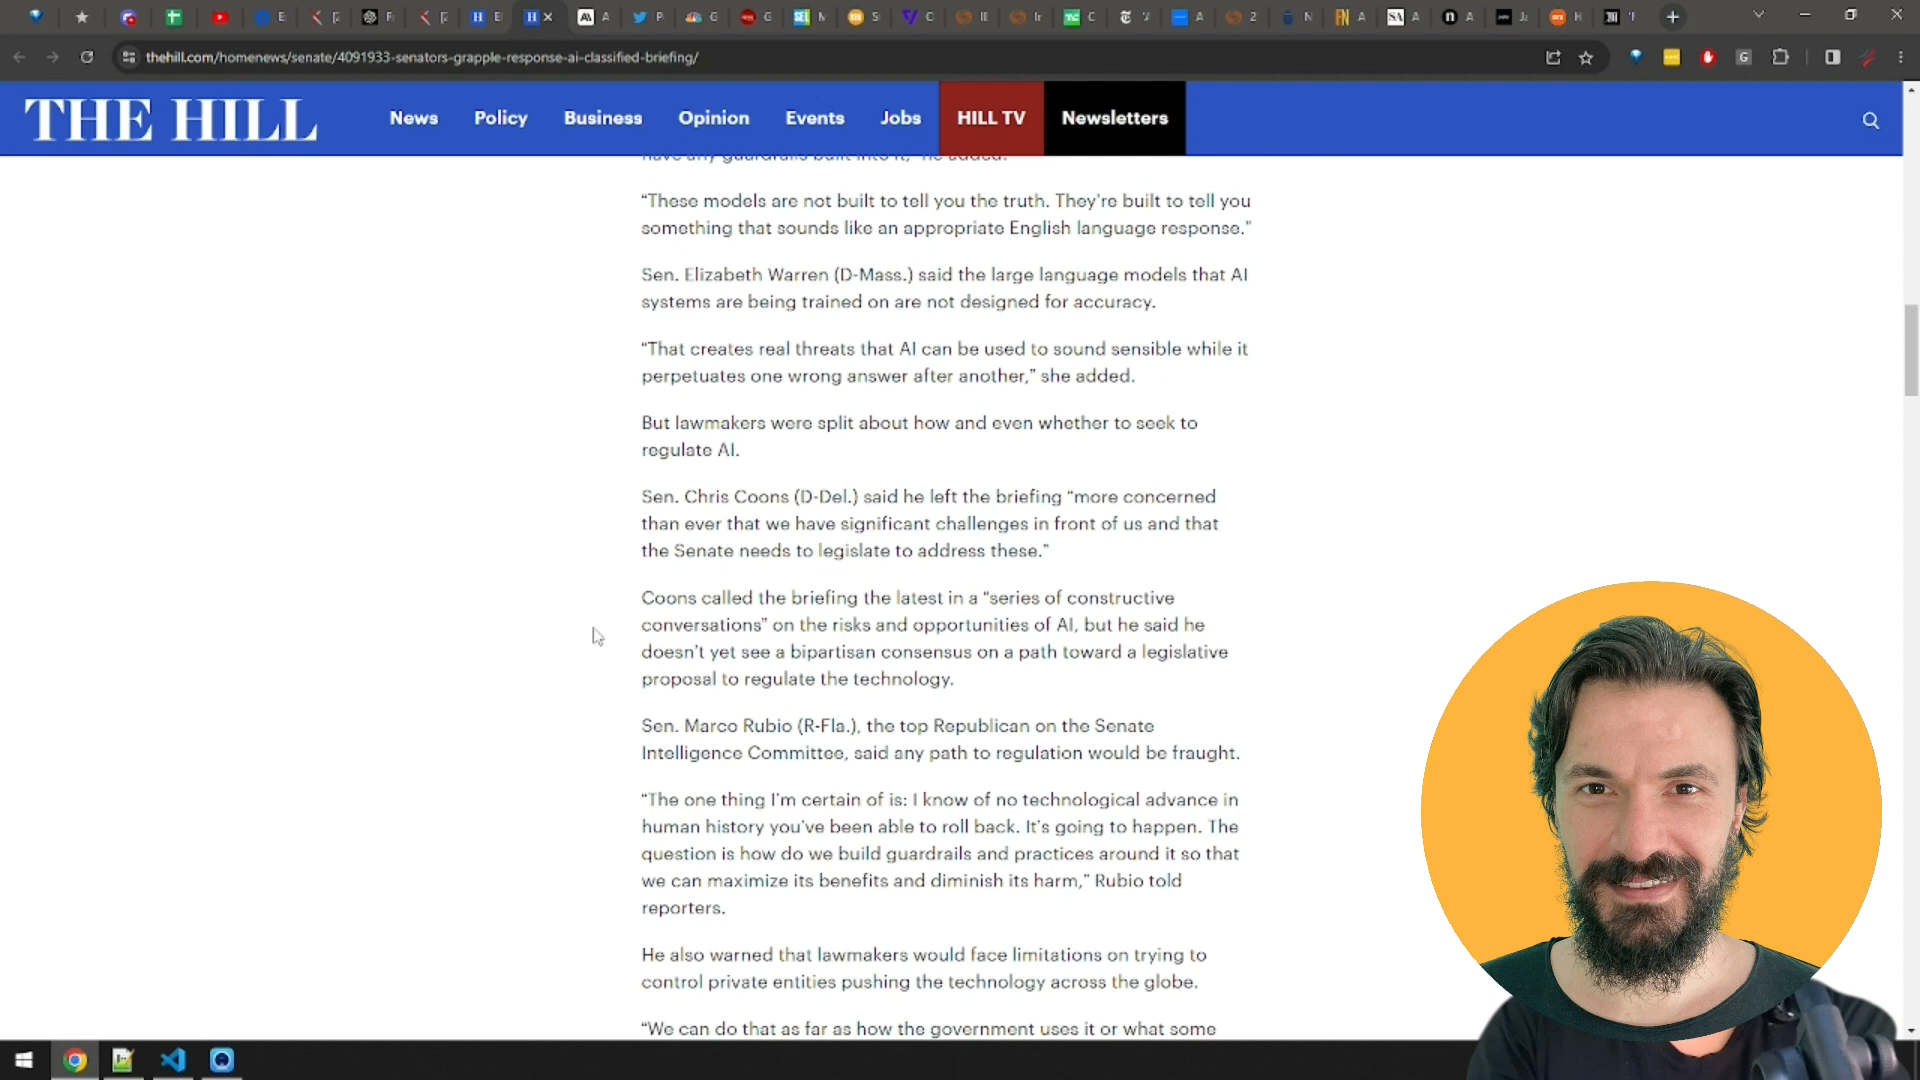 thehill.com/homenews/senate/4091933-senators-grapple-response-ai-classified-briefing/
THE HILL
News
Policy
Business
Opinion
Events
Jobs
HILL TV
Newsletters
have any guardrails built into it,” he added.
“These models are not built to tell you the truth. They’re built to tell you
something that sounds like an appropriate English language response.”
Sen. Elizabeth Warren (D-Mass.) said the large language models that AI
systems are being trained on are not designed for accuracy.
“That creates real threats that AI can be used to sound sensible while it
perpetuates one wrong answer after another,” she added.
But lawmakers were split about how and even whether to seek to
regulate AI.
Sen. Chris Coons (D-Del.) said he left the briefing “more concerned
than ever that we have significant challenges in front of us and that
the Senate needs to legislate to address these.”
Coons called the briefing the latest in a “series of constructive
conversations” on the risks and opportunities of AI, but he said he
doesn’t yet see a bipartisan consensus on a path toward a legislative
proposal to regulate the technology.
Sen. Marco Rubio (R-Fla.), the top Republican on the Senate
Intelligence Committee, said any path to regulation would be fraught.
“The one thing I’m certain of is: I know of no technological advance in
human history you’ve been able to roll back. It’s going to happen. The
question is how do we build guardrails and practices around it so that
we can maximize its benefits and diminish its harm,” Rubio told
reporters.
He also warned that lawmakers would face limitations on trying to
control private entities pushing the technology across the globe.
“We can do that as far as how the government uses it or what some